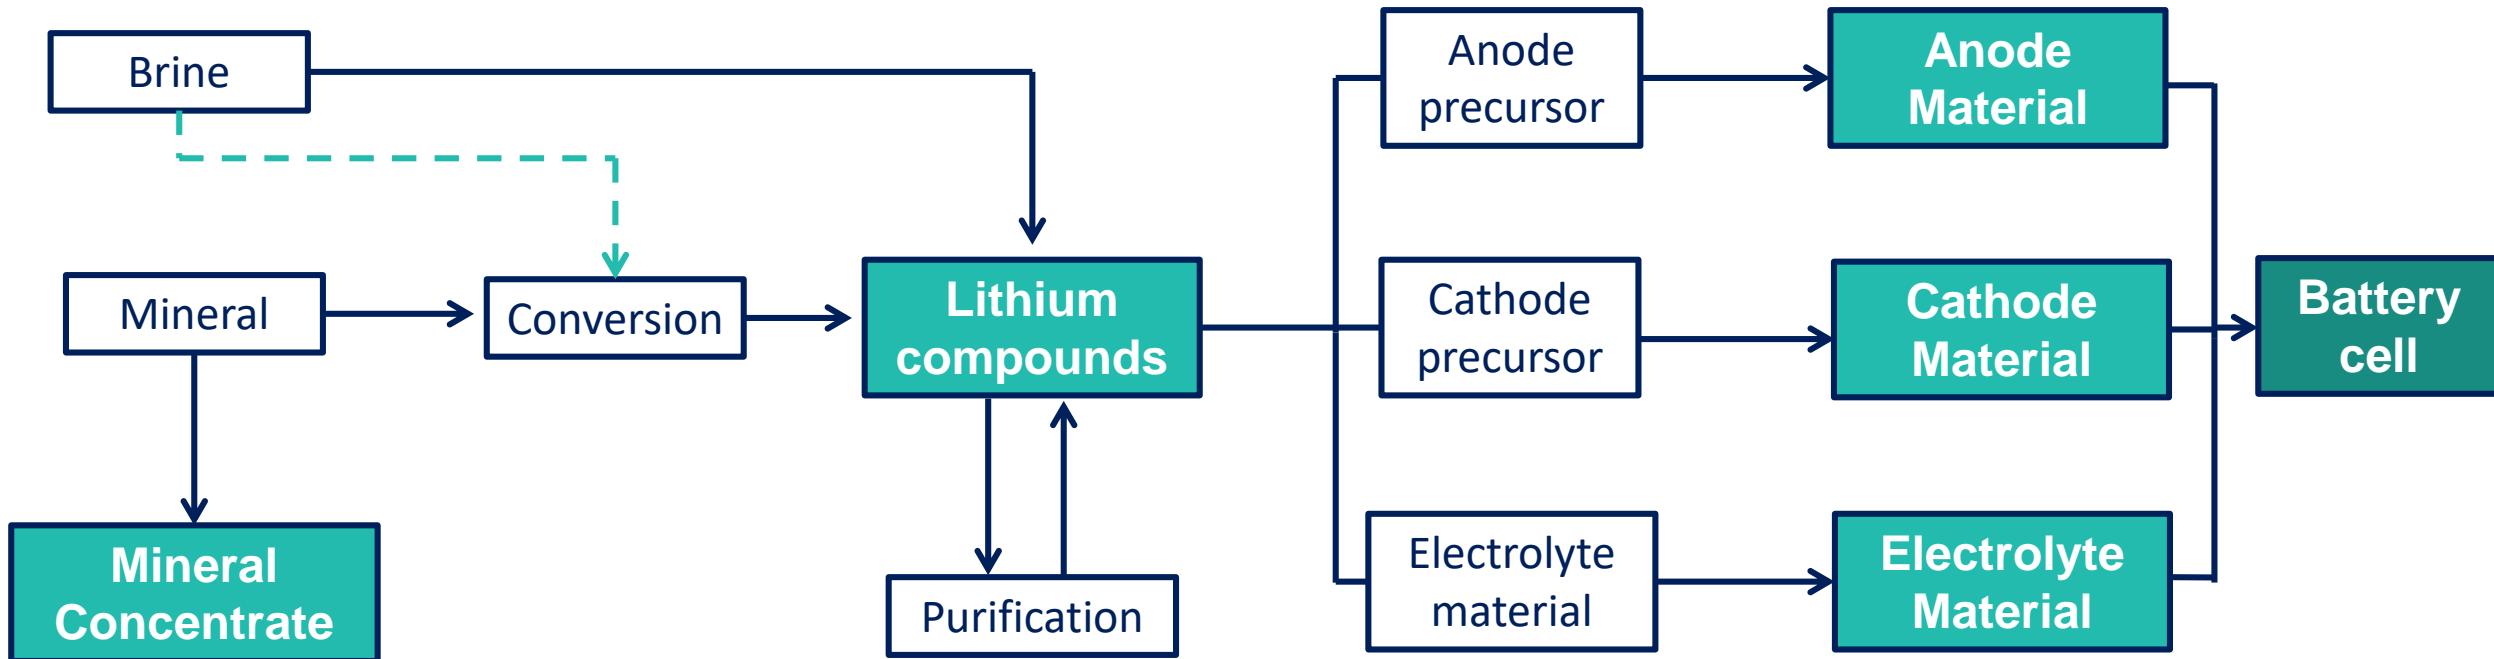 Brine
Mineral
Mineral
Concentrate
Conversion
Lithium
compounds
Purification
Anode
precursor
Cathode
precursor
Electrolyte
material
Anode
Material
Cathode
Material
Electrolyte
Material
Battery
cell